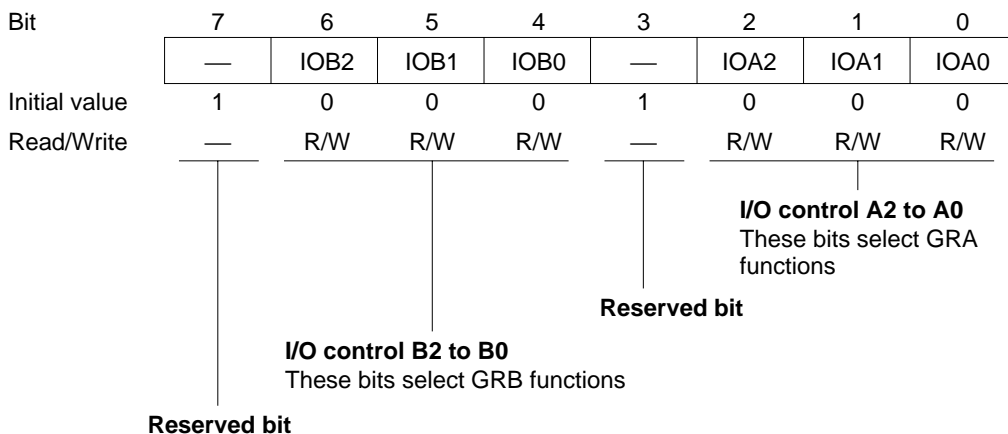 Bit 7 6 5 4 3 2 1 0
— IOB2 IOB1 IOB0 — IOA2 IOA1 IOA0
Initial value 1 0 0 0 1 0 0 0
Read/Write — R/W R/W R/W — R/W R/W R/W
I/O control A2 to A0
These bits select GRA
functions
Reserved bit
I/O control B2 to B0
These bits select GRB functions
Reserved bit